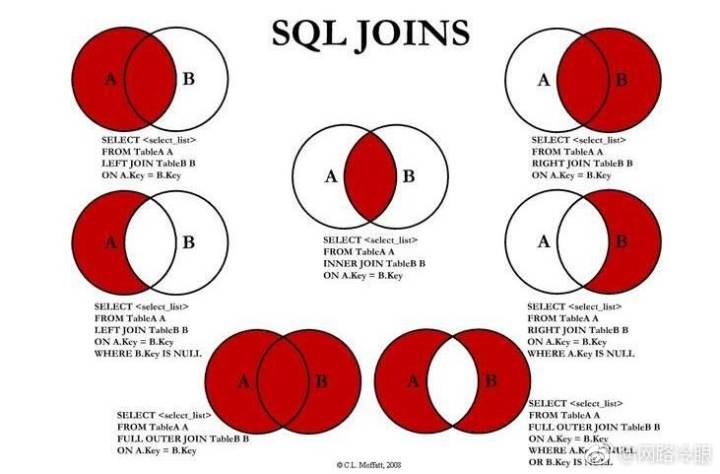 SQL JOINS
A B
SELECT <select_list>
FROM TableA A
LEFT JOIN TableB B
ON A.Key = B.Key
A B
SELECT <select_list>
FROM TableA A
RIGHT JOIN TableB B
ON A.Key = B.Key
A B
SELECT <select_list>
FROM TableA A
INNER JOIN TableB B
ON A.Key = B.Key
A B
SELECT <select_list>
FROM TableA A
LEFT JOIN TableB B
ON A.Key = B.Key
WHERE B.Key IS NULL
A B
SELECT <select_list>
FROM TableA A
RIGHT JOIN TableB B
ON A.Key = B.Key
WHERE A.Key IS NULL
A B
SELECT <select_list>
FROM TableA A
FULL OUTER JOIN TableB B
ON A.Key = B.Key
A B
SELECT <select_list>
FROM TableA A
FULL OUTER JOIN TableB B
ON A.Key = B.Key
WHERE A.Key IS NULL
OR B.Key IS NULL
© C.L. Moffatt, 2008
@网路冷眼